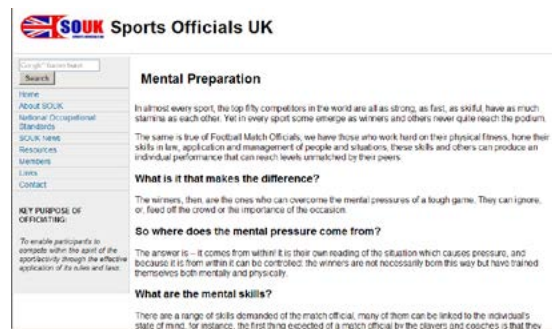 SOUK Sports Officials UK
Search
Home
About SOUK
National Occupational
Standards
SOUK News
Resources
Members
Links
Contact
KEY PURPOSE OF
OFFICIATING:
To enable participants to
compete within the spirit of the
sport/activity through the effective
application of its rules and laws.
Mental Preparation
In almost every sport, the top fifty competitors in the world are all as strong, as fast, as skilful, have as much
stamina as each other. Yet in every sport some emerge as winners and others never quite reach the podium.
The same is true of Football Match Officials, we have those who work hard on their physical fitness, hone their
skills in law, application and management of people and situations, these skills and others can produce an
individual performance that can reach levels unmatched by their peers.
What is it that makes the difference?
The winners, then, are the ones who can overcome the mental pressures of a tough game. They can ignore,
or, feed off the crowd or the importance of the occasion.
So where does the mental pressure come from?
The answer is – it comes from within! It is their own reading of the situation which causes pressure, and
because it is from within it can be controlled: the winners are not necessarily born this way but have trained
themselves both mentally and physically.
What are the mental skills?
There are a range of skills demanded of the match official, many of them can be linked to the individual's
state of mind, for instance, the first thing expected of a match official by the players and coaches is that they